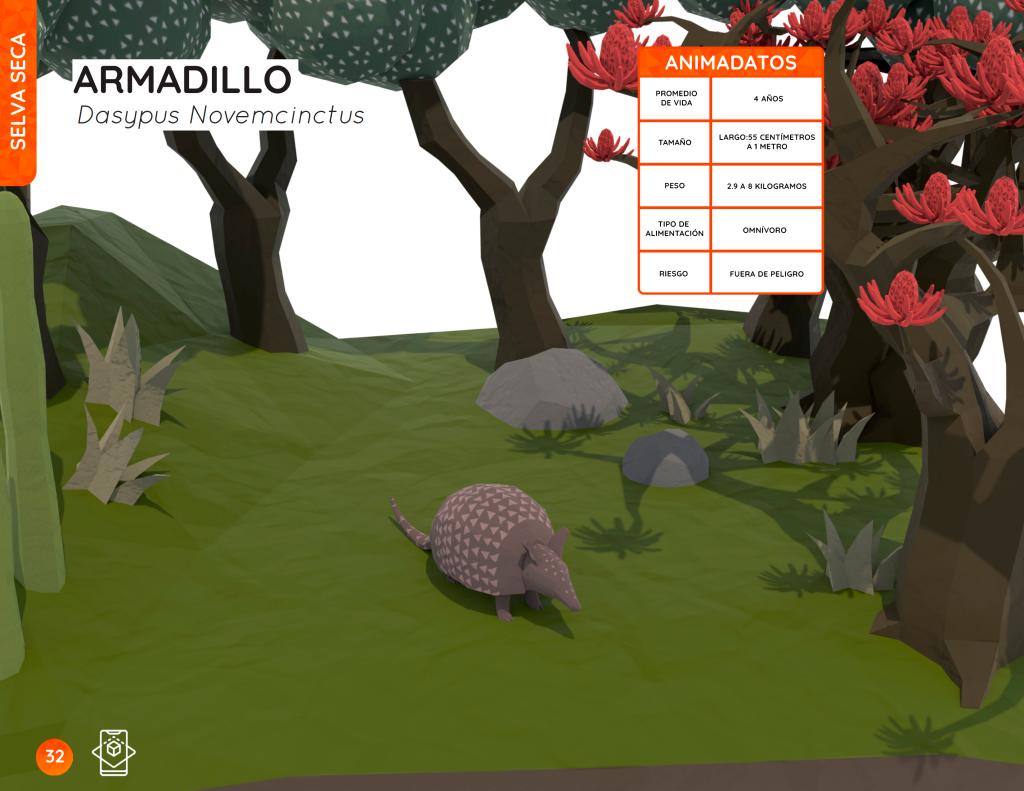 SELVA SECA
ARMADILLO
Dasypus Novemcinctus
ANIMADATOS
PROMEDIO
DE VIDA
4 AÑOS
TAMAÑO
LARGO:55 CENTÍMETROS
A 1 METRO
PESO
2.9 A 8 KILOGRAMOS
TIPO DE
ALIMENTACIÓN
OMNÍVORO
RIESGO
FUERA DE PELIGRO
32